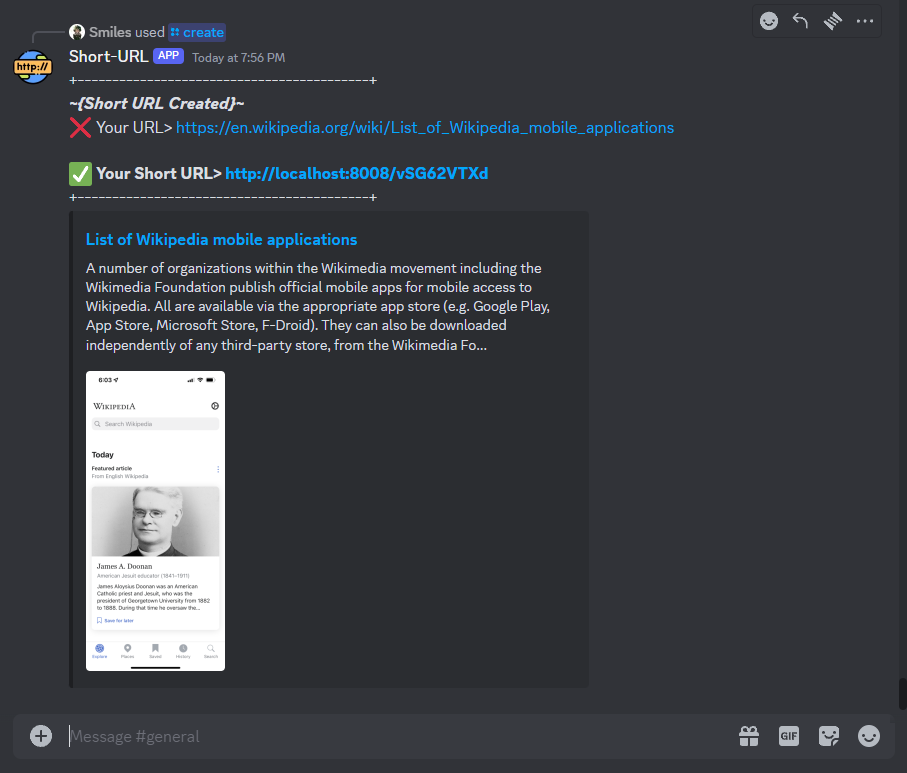 Smiles used create
http://
Short-URL APP Today at 7:56 PM
+----------------------------------------+
~{Short URL Created}~
❌ Your URL> https://en.wikipedia.org/wiki/List_of_Wikipedia_mobile_applications
✅ Your Short URL> http://localhost:8008/vSG62VTXd
+----------------------------------------+
List of Wikipedia mobile applications
A number of organizations within the Wikimedia movement including the
Wikimedia Foundation publish official mobile apps for mobile access to
Wikipedia. All are available via the appropriate app store (e.g. Google Play,
App Store, Microsoft Store, F-Droid). They can also be downloaded
independently of any third-party store, from the Wikimedia Fo...
6:03
WIKIPEDIA
Search Wikipedia
Today
Featured article
From English Wikipedia
James A. Doonan
American Jesuit educator (1841–1911)
James Aloysius Doonan was an American
Catholic priest and Jesuit, who was the
president of Georgetown University from 1882
to 1888. During that time he oversaw the...
Save for later
Explore Places Saved History Search
Message #general
GIF